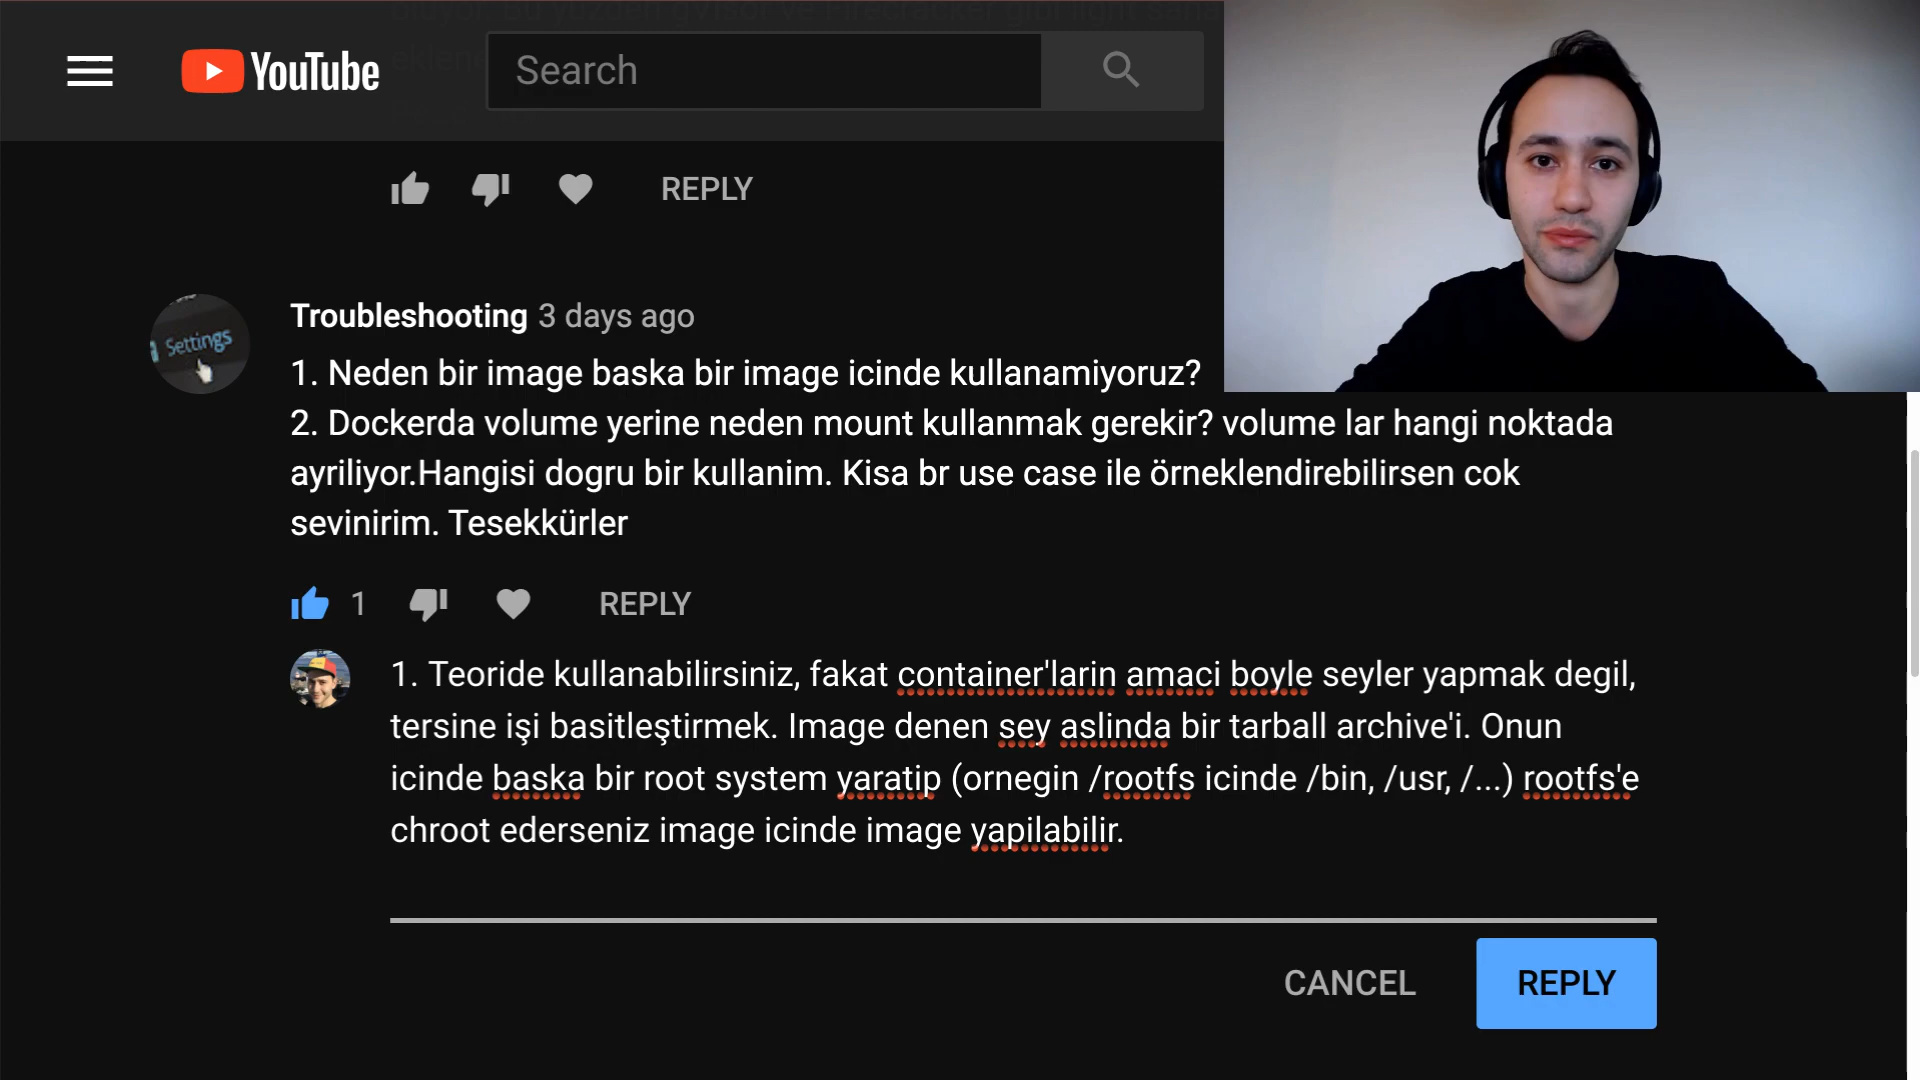 YouTube
Search
REPLY
Settings
Troubleshooting 3 days ago
1. Neden bir image baska bir image icinde kullanamiyoruz?
2. Dockerda volume yerine neden mount kullanmak gerekir? volume lar hangi noktada
ayriliyor.Hangisi dogru bir kullanim. Kisa br use case ile örneklendirebilirsen cok
sevinirim. Tesekkürler
1
REPLY
1. Teoride kullanabilirsiniz, fakat container'larin amaci boyle seyler yapmak degil,
tersine işi basitleştirmek. Image denen sey aslinda bir tarball archive'i. Onun
icinde baska bir root system yaratip (ornegin /rootfs icinde /bin, /usr, /...) rootfs'e
chroot ederseniz image icinde image yapilabilir.
CANCEL
REPLY